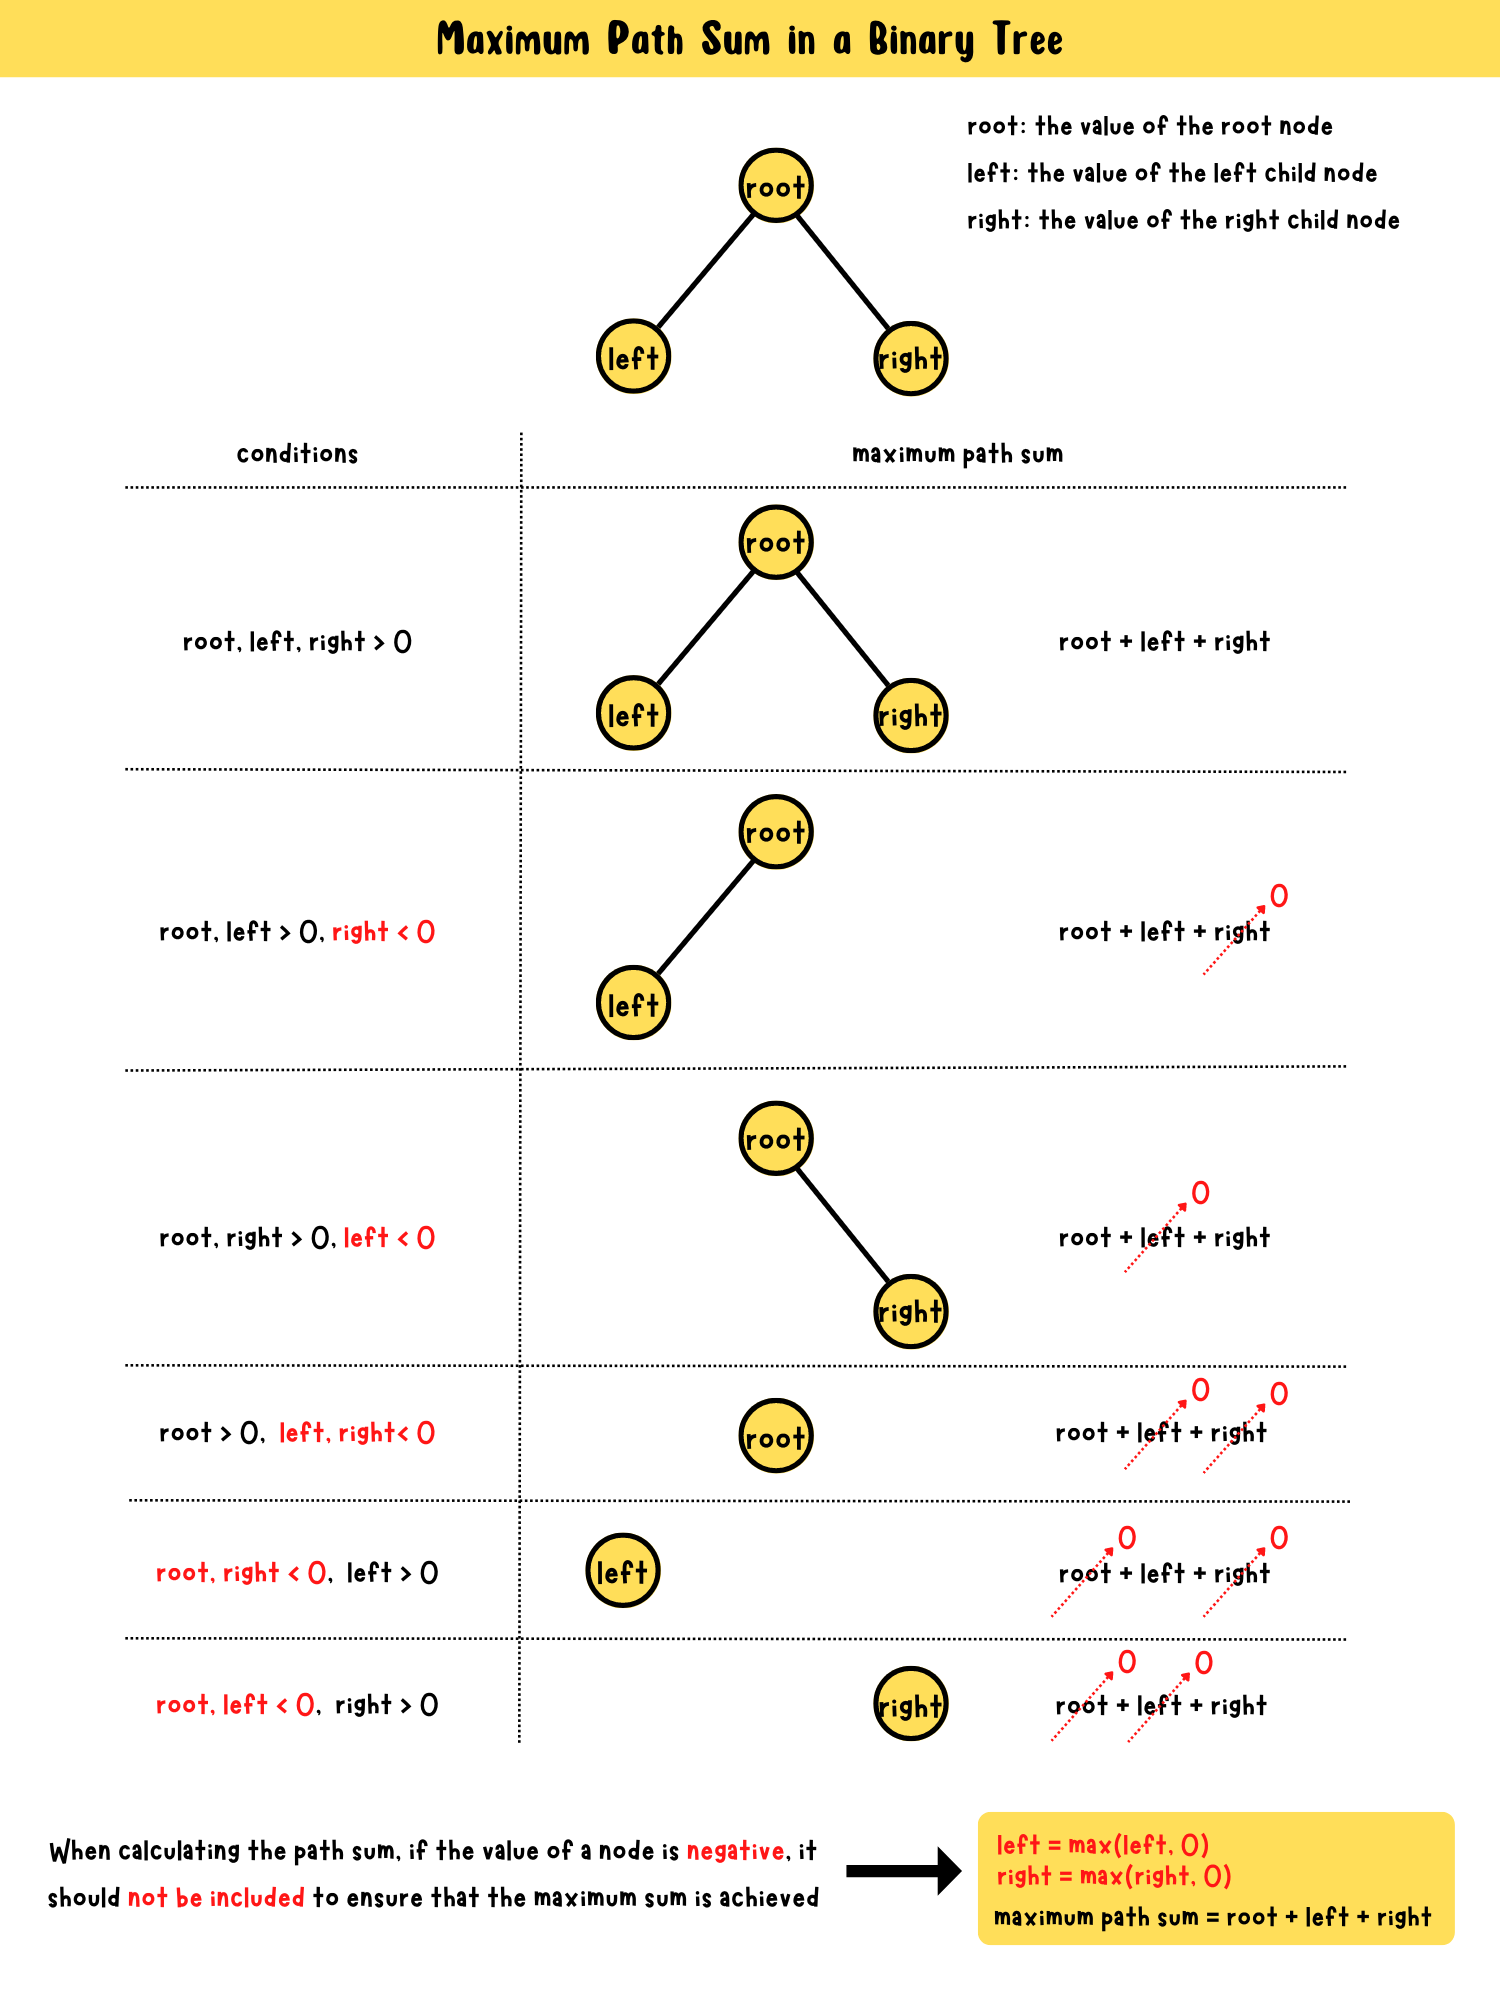 Maximum Path Sum in a Binary Tree
root: the value of the root node
left: the value of the left child node
right: the value of the right child node
root
left
right
conditions
maximum path sum
root
root, left, right > 0
root + left + right
left
right
root
0
root, left > 0, right < 0
root + left + right
left
root
0
root, right > 0, left < 0
root + left + right
right
0
0
root > 0, left, right< 0
root
root + left + right
0
0
root, right < 0, left > 0
left
root + left + right
0
0
root, left < 0, right > 0
right
root + left + right
When calculating the path sum, if the value of a node is negative, it
should not be included to ensure that the maximum sum is achieved
left = max(left, 0)
right = max(right, 0)
maximum path sum = root + left + right